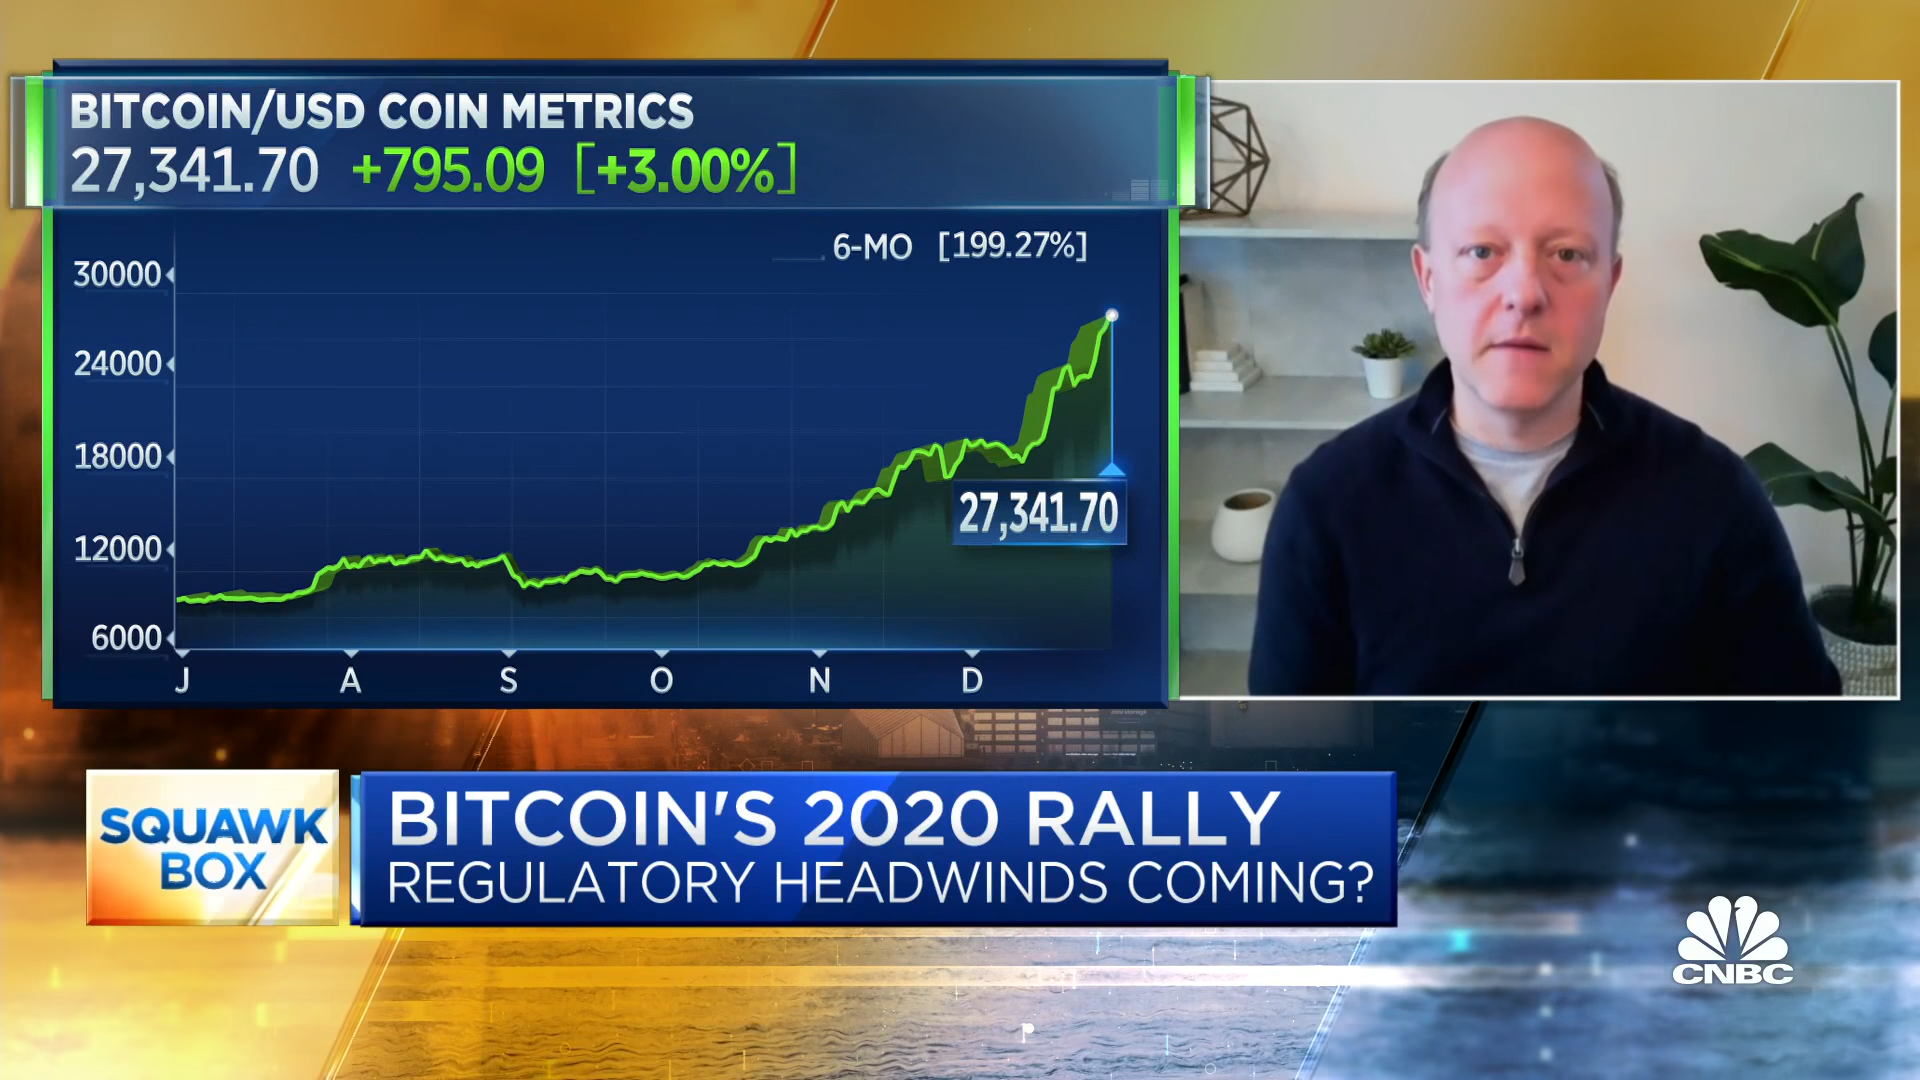 BITCOIN/USD COIN METRICS
27,341.70 +795.09 [+3.00%]
6-MO [199.27%]
30000
24000
18000
12000
6000
27,341.70
J A S O N D
SQUAWK
BOX
BITCOIN'S 2020 RALLY
REGULATORY HEADWINDS COMING?
CNBC